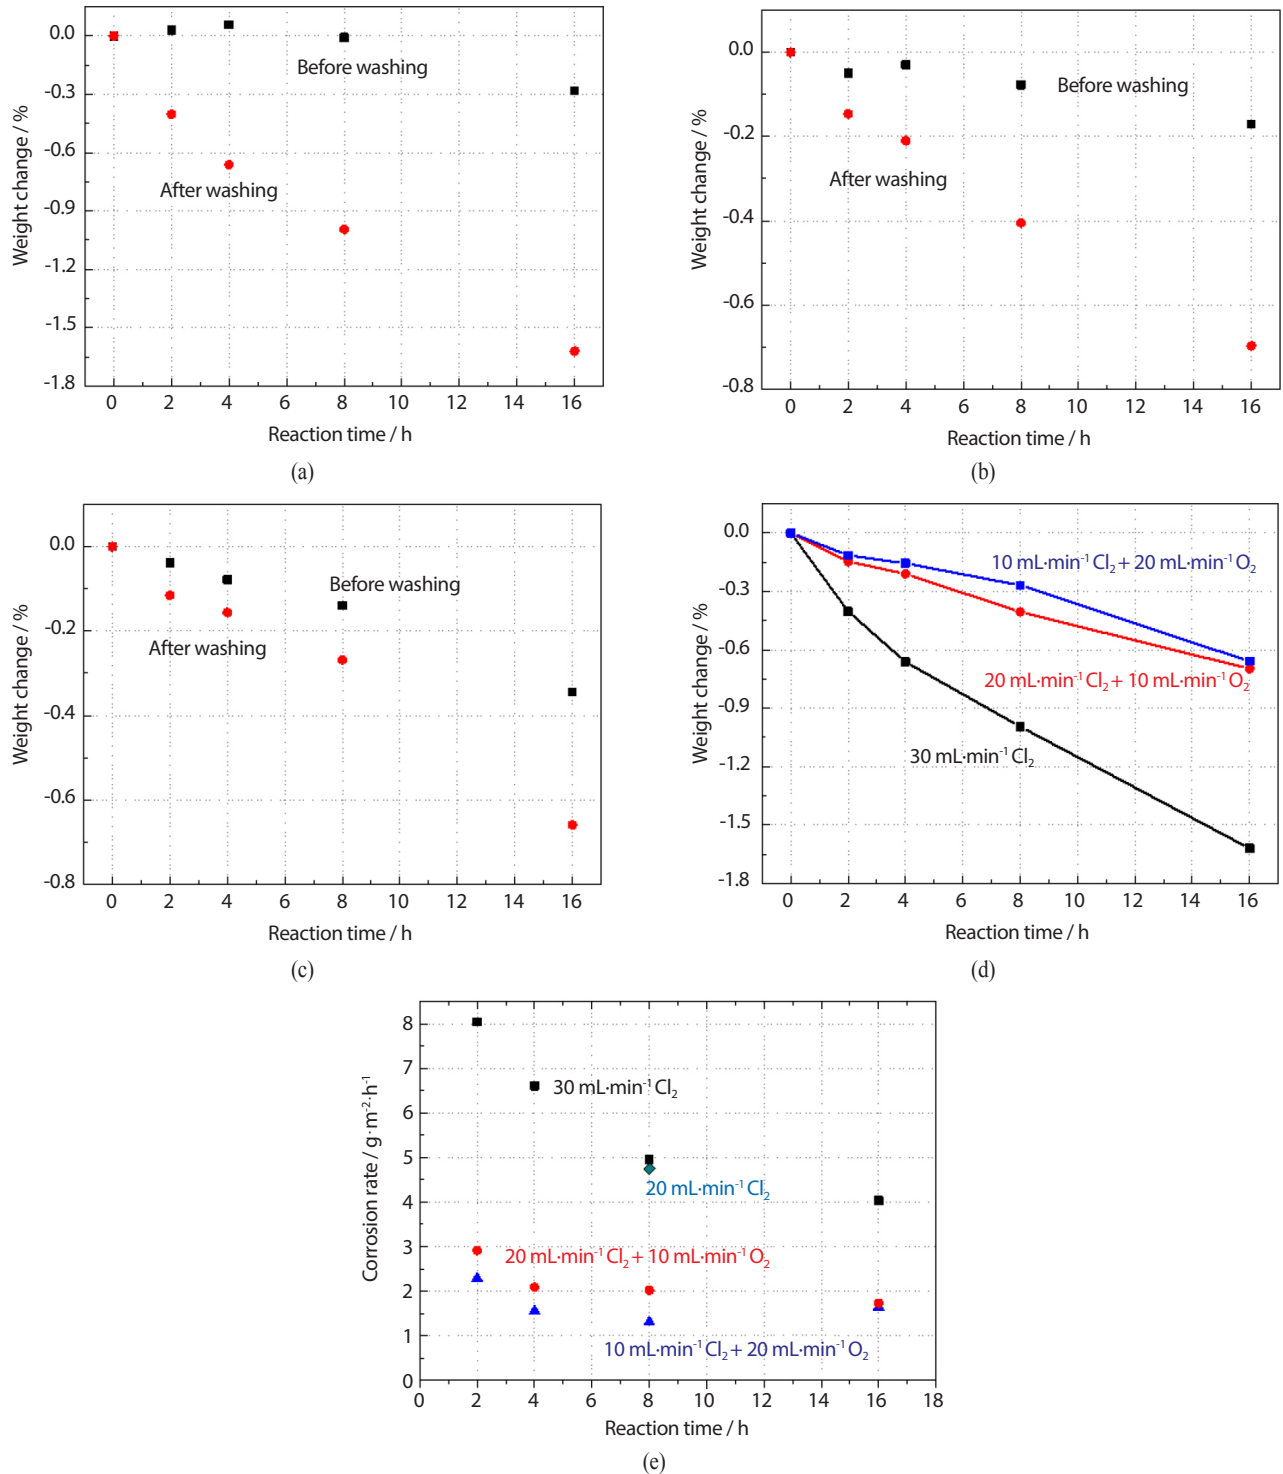 0.0
-0.3
-0.6
-0.9
-1.2
-1.5
-1.8
Weight change / %
Before washing
After washing
0 2 4 6 8 10 12 14 16
Reaction time / h
(a)
0.0
-0.2
-0.4
-0.6
-0.8
Weight change / %
Before washing
After washing
0 2 4 6 8 10 12 14 16
Reaction time / h
(b)
0.0
-0.2
-0.4
-0.6
-0.8
Weight change / %
Before washing
After washing
0 2 4 6 8 10 12 14 16
Reaction time / h
(c)
0.0
-0.3
-0.6
-0.9
-1.2
-1.5
-1.8
Weight change / %
10 mL·min⁻¹ Cl₂ + 20 mL·min⁻¹ O₂
20 mL·min⁻¹ Cl₂ + 10 mL·min⁻¹ O₂
30 mL·min⁻¹ Cl₂
0 2 4 6 8 10 12 14 16
Reaction time / h
(d)
8
7
6
5
4
3
2
1
0
Corrosion rate / g·m⁻²·h⁻¹
30 mL·min⁻¹ Cl₂
20 mL·min⁻¹ Cl₂
20 mL·min⁻¹ Cl₂ + 10 mL·min⁻¹ O₂
10 mL·min⁻¹ Cl₂ + 20 mL·min⁻¹ O₂
0 2 4 6 8 10 12 14 16 18
Reaction time / h
(e)